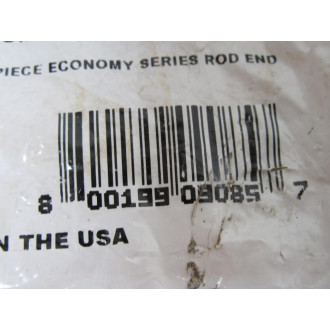 PIECE ECONOMY SERIES ROD END
8 00199 09085 7
N THE USA